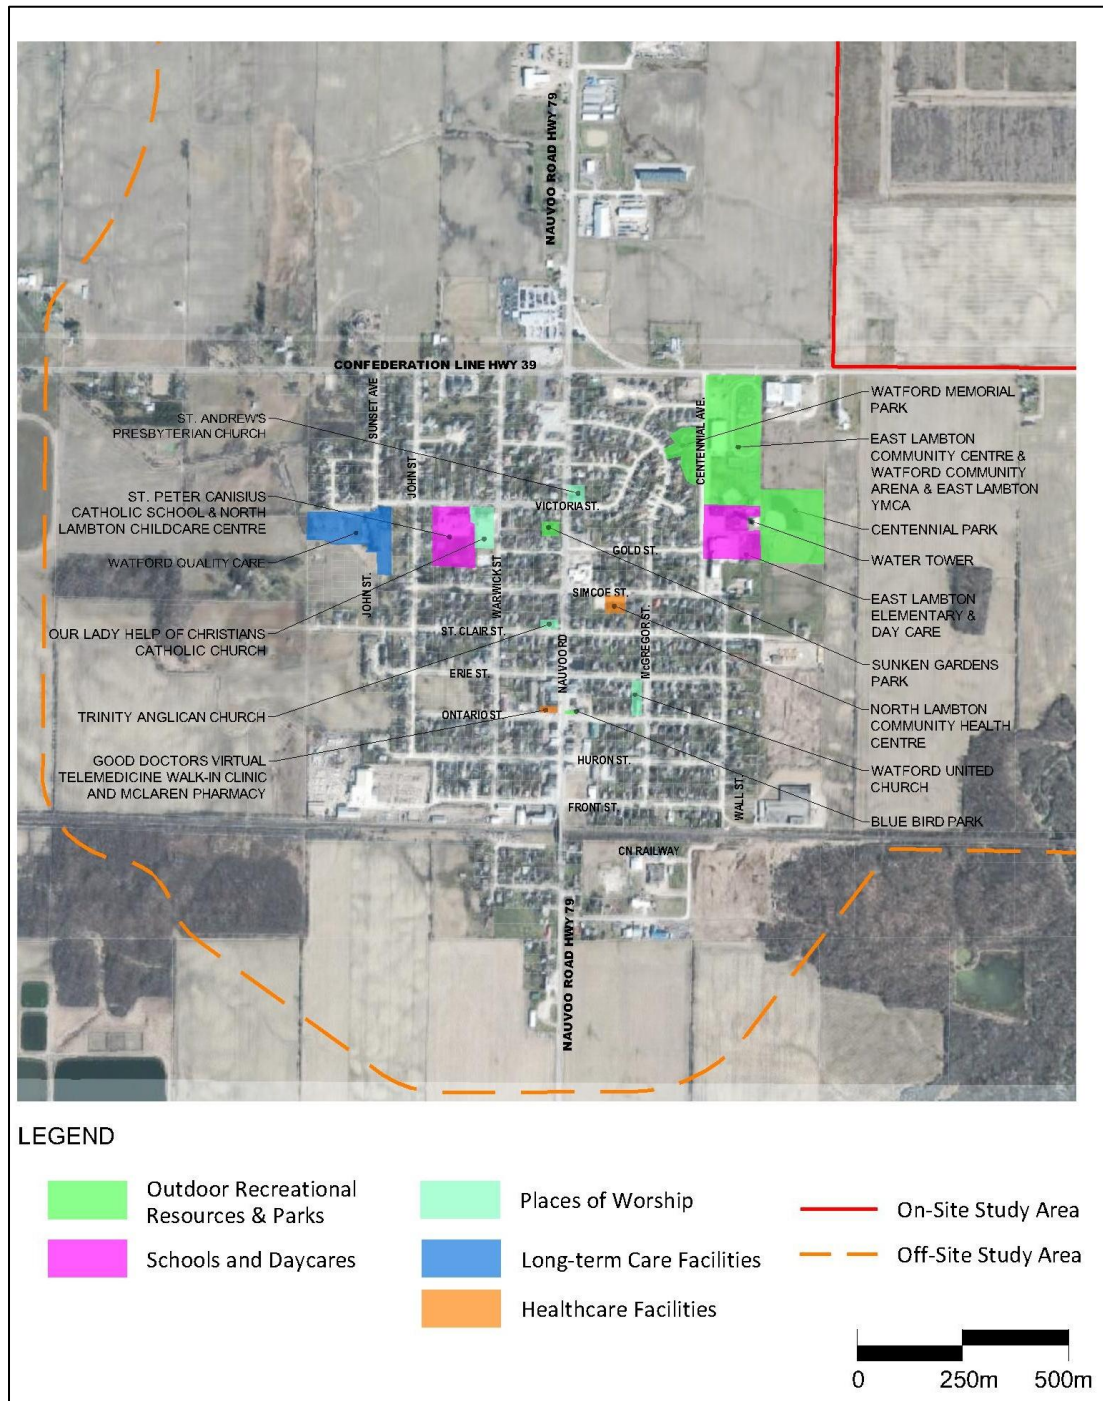 NAUVOO ROAD HWY 79
CONFEDERATION LINE HWY 39
SUNSET AVE
JOHN ST.
CENTENNIAL AVE.
ST. ANDREW'S
PRESBYTERIAN CHURCH
ST. PETER CANISIUS
CATHOLIC SCHOOL & NORTH
LAMBTON CHILDCARE CENTRE
WATFORD QUALITY CARE
OUR LADY HELP OF CHRISTIANS
CATHOLIC CHURCH
TRINITY ANGLICAN CHURCH
GOOD DOCTORS VIRTUAL
TELEMEDICINE WALK-IN CLINIC
AND MCLAREN PHARMACY
VICTORIA ST.
GOLD ST.
WARWICK ST
JOHN ST.
SIMCOE ST.
ST. CLAIR ST.
NAUVOO RD
McGREGOR ST.
ERIE ST.
ONTARIO ST.
HURON ST.
FRONT ST.
WALL ST.
CN RAILWAY
NAUVOO ROAD HWY 79
WATFORD MEMORIAL
PARK
EAST LAMBTON
COMMUNITY CENTRE &
WATFORD COMMUNITY
ARENA & EAST LAMBTON
YMCA
CENTENNIAL PARK
WATER TOWER
EAST LAMBTON
ELEMENTARY &
DAY CARE
SUNKEN GARDENS
PARK
NORTH LAMBTON
COMMUNITY HEALTH
CENTRE
WATFORD UNITED
CHURCH
BLUE BIRD PARK
LEGEND
Outdoor Recreational
Resources & Parks
Schools and Daycares
Places of Worship
Long-term Care Facilities
Healthcare Facilities
On-Site Study Area
Off-Site Study Area
0 250m 500m